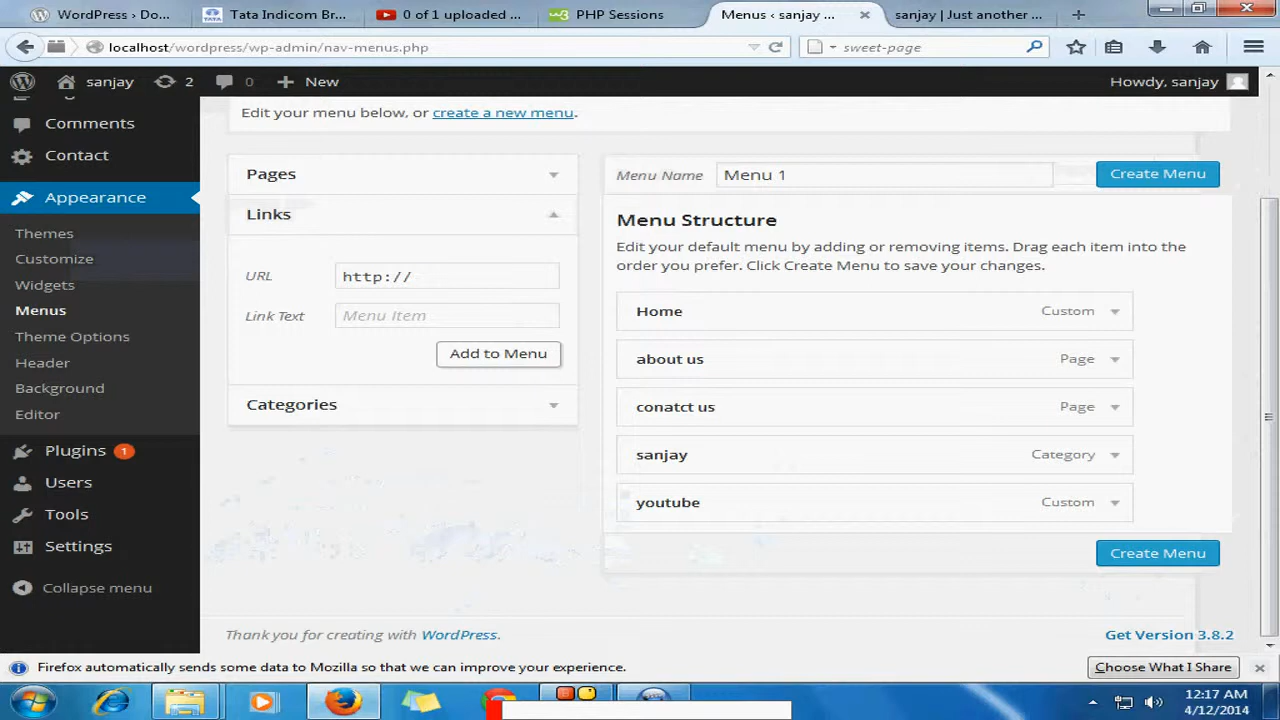 WordPress › Do...
Tata Indicom Br...
0 of 1 uploaded ...
PHP Sessions
Menus ‹ sanjay ...
sanjay | Just another ...
localhost/wordpress/wp-admin/nav-menus.php
sweet-page
sanjay
2
0
New
Howdy, sanjay
Comments
Contact
Appearance
Themes
Customize
Widgets
Menus
Theme Options
Header
Background
Editor
Plugins 1
Users
Tools
Settings
Collapse menu
Edit your menu below, or create a new menu.
Pages
Links
URL http://
Link Text Menu Item
Add to Menu
Categories
Menu Name Menu 1
Create Menu
Menu Structure
Edit your default menu by adding or removing items. Drag each item into the
order you prefer. Click Create Menu to save your changes.
Home Custom
about us Page
conatct us Page
sanjay Category
youtube Custom
Create Menu
Thank you for creating with WordPress.
Get Version 3.8.2
Firefox automatically sends some data to Mozilla so that we can improve your experience.
Choose What I Share
12:17 AM
4/12/2014